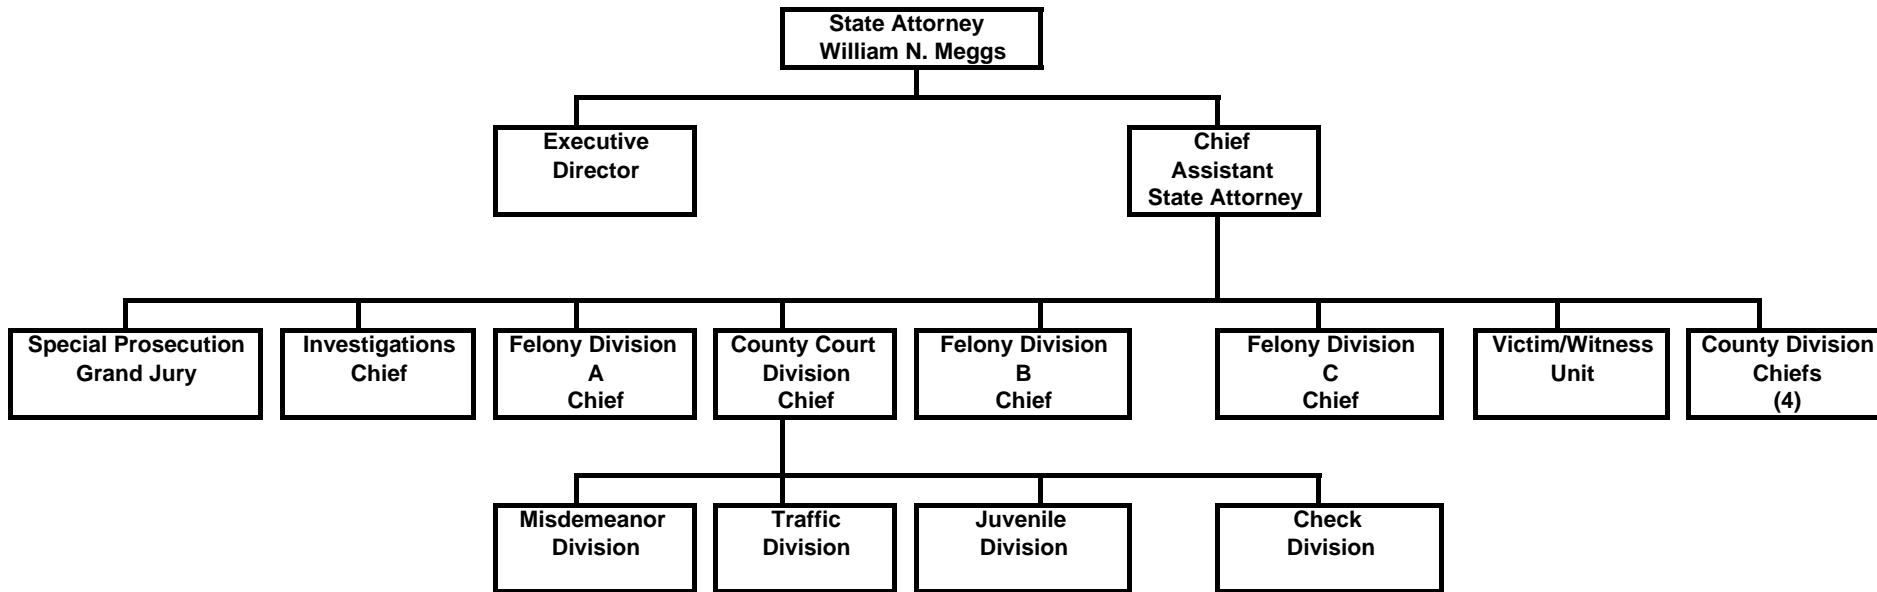 State Attorney
William N. Meggs
Executive
Director
Chief
Assistant
State Attorney
Special Prosecution
Grand Jury
Investigations
Chief
Felony Division
A
Chief
County Court
Division
Chief
Felony Division
B
Chief
Felony Division
C
Chief
Victim/Witness
Unit
County Division
Chiefs
(4)
Misdemeanor
Division
Traffic
Division
Juvenile
Division
Check
Division